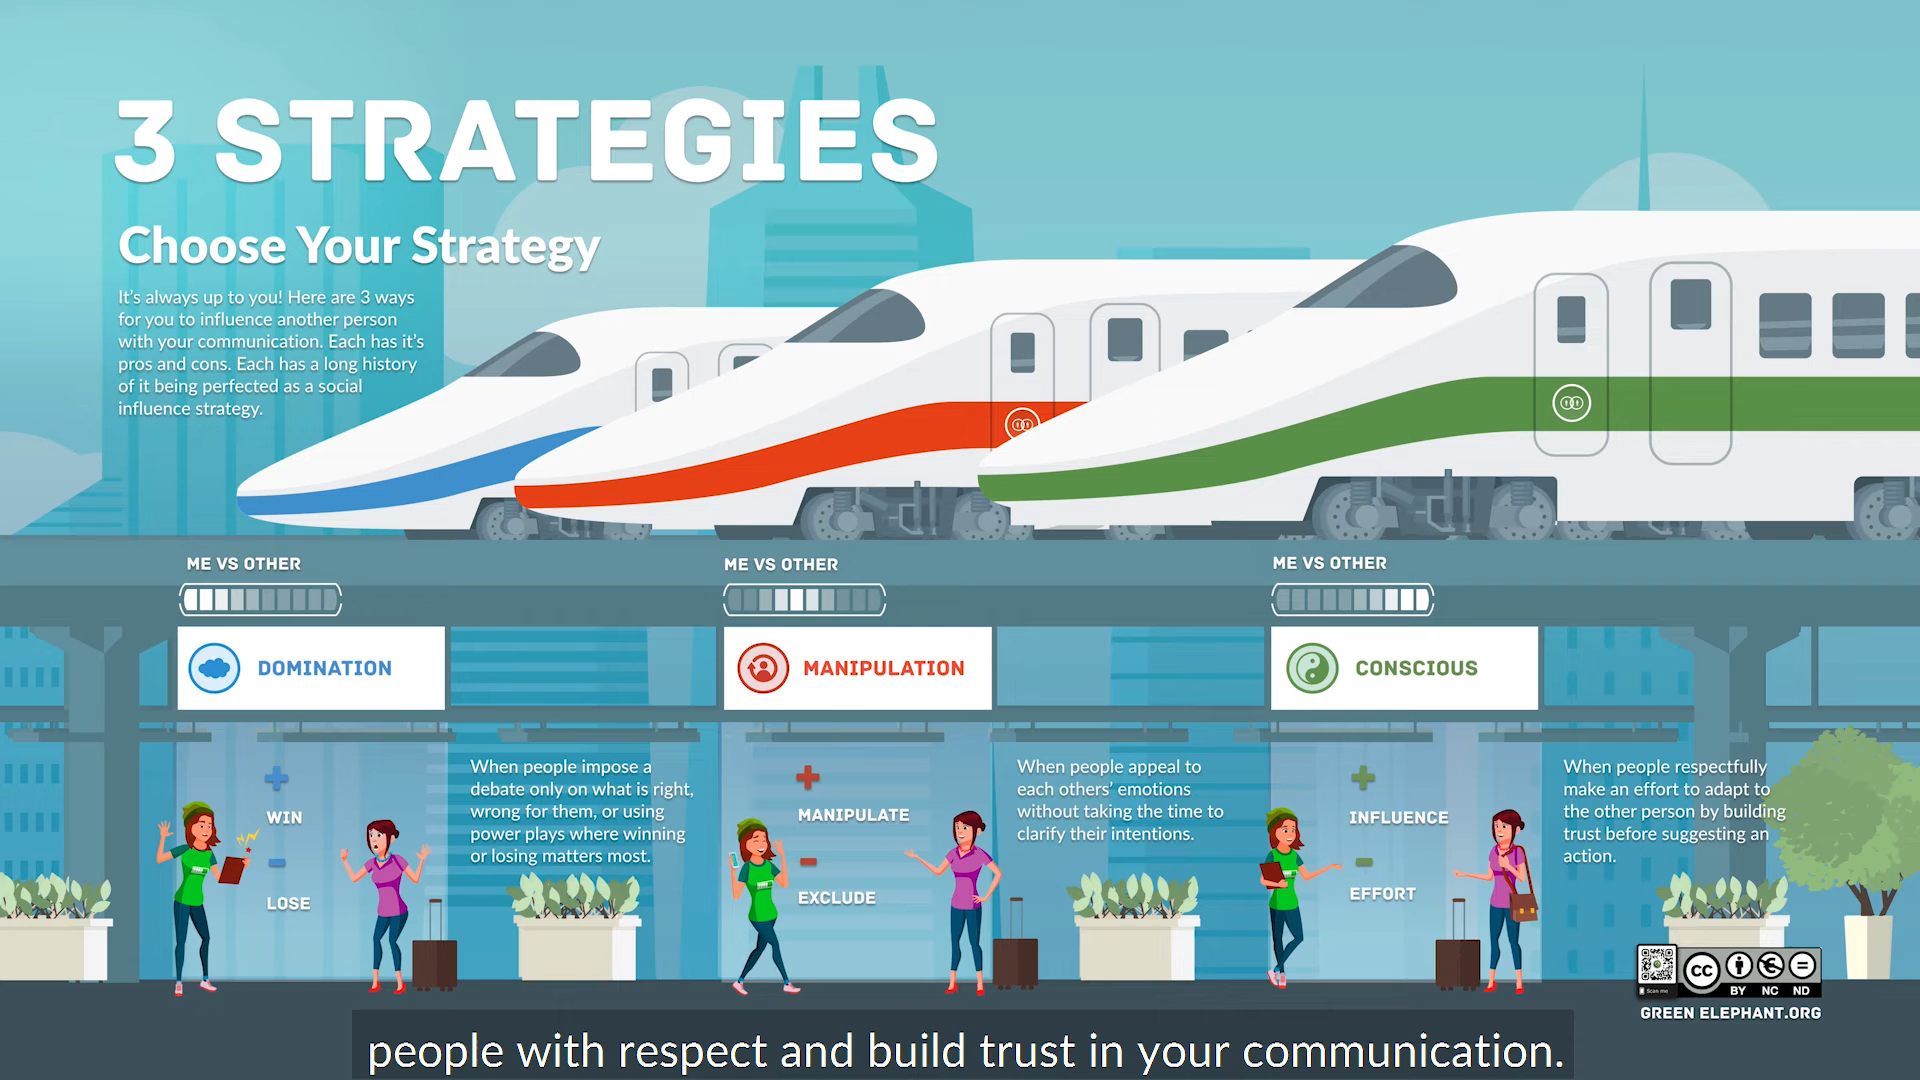 3 STRATEGIES
Choose Your Strategy
It's always up to you! Here are 3 ways
for you to influence another person
with your communication. Each has it's
pros and cons. Each has a long history
of it being perfected as a social
influence strategy.
ME VS OTHER
DOMINATION
WIN
LOSE
When people impose a
debate only on what is right,
wrong for them, or using
power plays where winning
or losing matters most.
ME VS OTHER
MANIPULATION
MANIPULATE
EXCLUDE
When people appeal to
each others' emotions
without taking the time to
clarify their intentions.
ME VS OTHER
CONSCIOUS
INFLUENCE
EFFORT
When people respectfully
make an effort to adapt to
the other person by building
trust before suggesting an
action.
Scan me
CC
BY NC ND
GREEN ELEPHANT.ORG
people with respect and build trust in your communication.